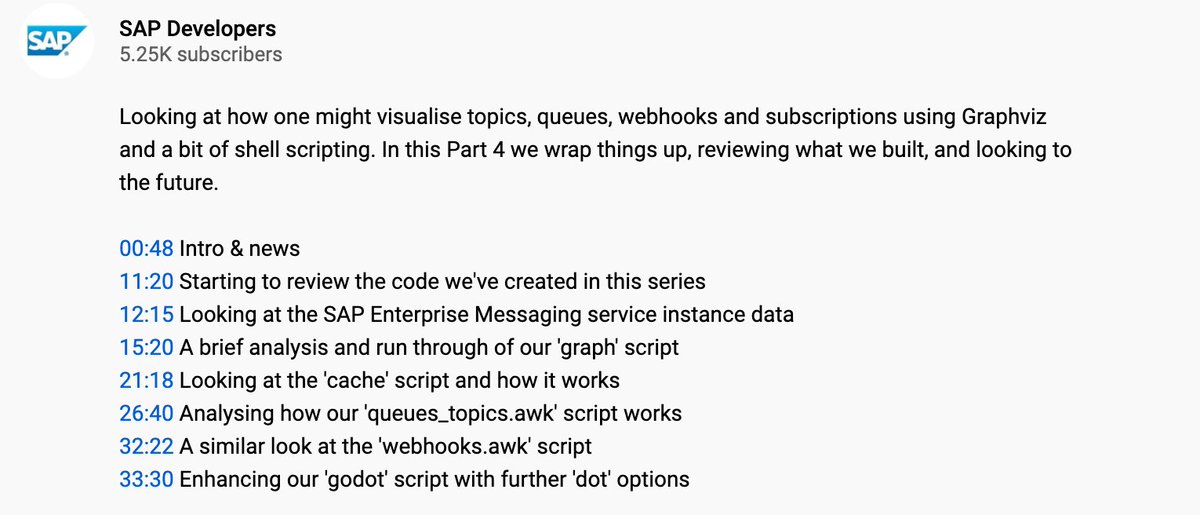 SAP
SAP Developers
5.25K subscribers
Looking at how one might visualise topics, queues, webhooks and subscriptions using Graphviz
and a bit of shell scripting. In this Part 4 we wrap things up, reviewing what we built, and looking to
the future.
00:48 Intro & news
11:20 Starting to review the code we've created in this series
12:15 Looking at the SAP Enterprise Messaging service instance data
15:20 A brief analysis and run through of our 'graph' script
21:18 Looking at the 'cache' script and how it works
26:40 Analysing how our 'queues_topics.awk' script works
32:22 A similar look at the 'webhooks.awk' script
33:30 Enhancing our 'godot' script with further 'dot' options